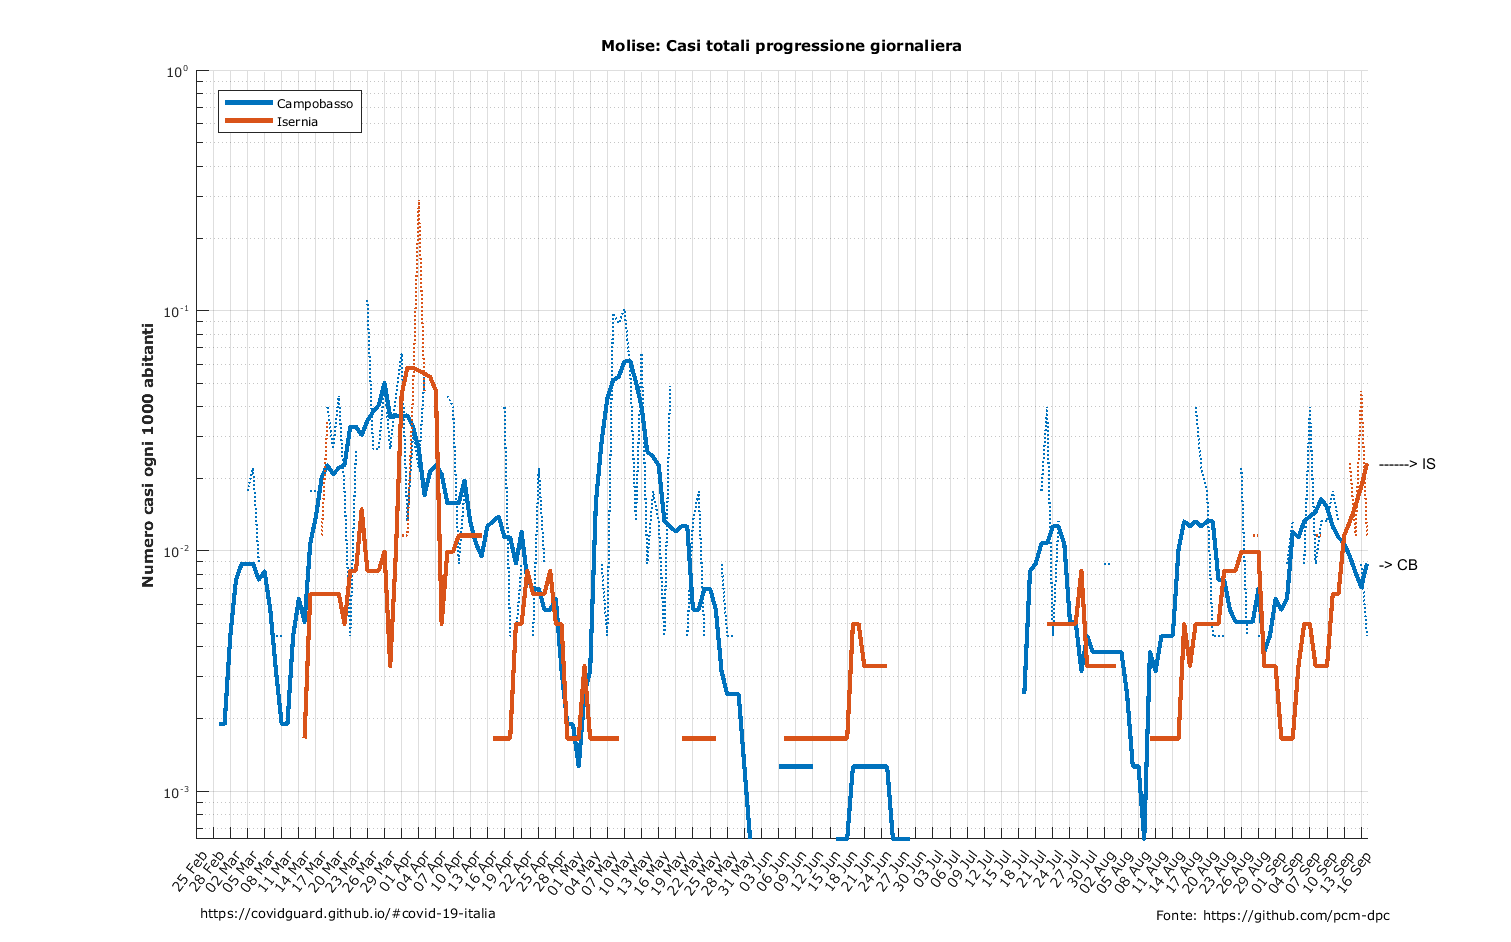 Molise: Casi totali progressione giornaliera
Numero casi ogni 1000 abitanti
10⁰
10⁻¹
10⁻²
10⁻³
Campobasso
Isernia
------> IS
-> CB
25 Feb
28 Feb
02 Mar
05 Mar
08 Mar
11 Mar
14 Mar
17 Mar
20 Mar
23 Mar
26 Mar
29 Mar
01 Apr
04 Apr
07 Apr
10 Apr
13 Apr
16 Apr
19 Apr
22 Apr
25 Apr
28 Apr
01 May
04 May
07 May
10 May
13 May
16 May
19 May
22 May
25 May
28 May
31 May
03 Jun
06 Jun
09 Jun
12 Jun
15 Jun
18 Jun
21 Jun
24 Jun
27 Jun
30 Jun
03 Jul
06 Jul
09 Jul
12 Jul
15 Jul
18 Jul
21 Jul
24 Jul
27 Jul
30 Jul
02 Aug
05 Aug
08 Aug
11 Aug
14 Aug
17 Aug
20 Aug
23 Aug
26 Aug
29 Aug
01 Sep
04 Sep
07 Sep
10 Sep
13 Sep
16 Sep
https://covidguard.github.io/#covid-19-italia
Fonte: https://github.com/pcm-dpc